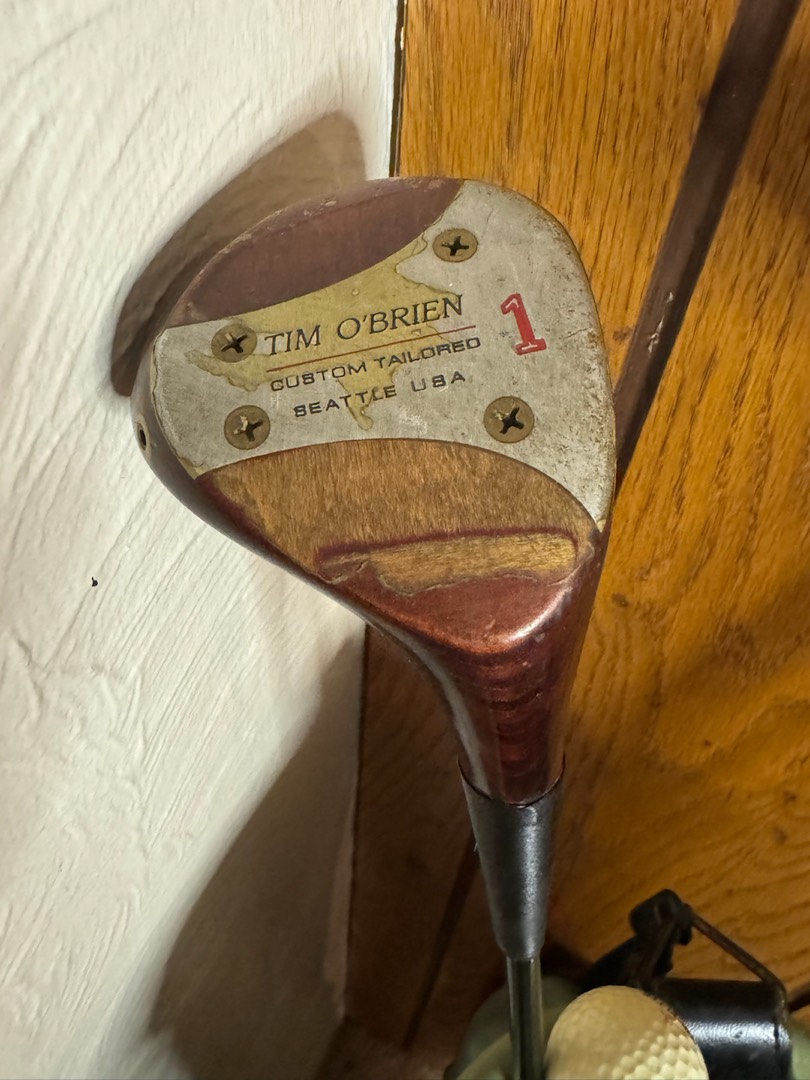 TIM O'BRIEN
CUSTOM TAILORED
SEATTLE USA
1